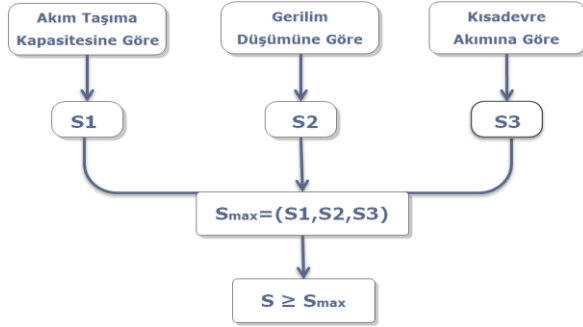 Akım Taşıma
Kapasitesine Göre
Gerilim
Düşümüne Göre
Kısadevre
Akımına Göre
S1
S2
S3
Smax=(S1,S2,S3)
S ≥ Smax